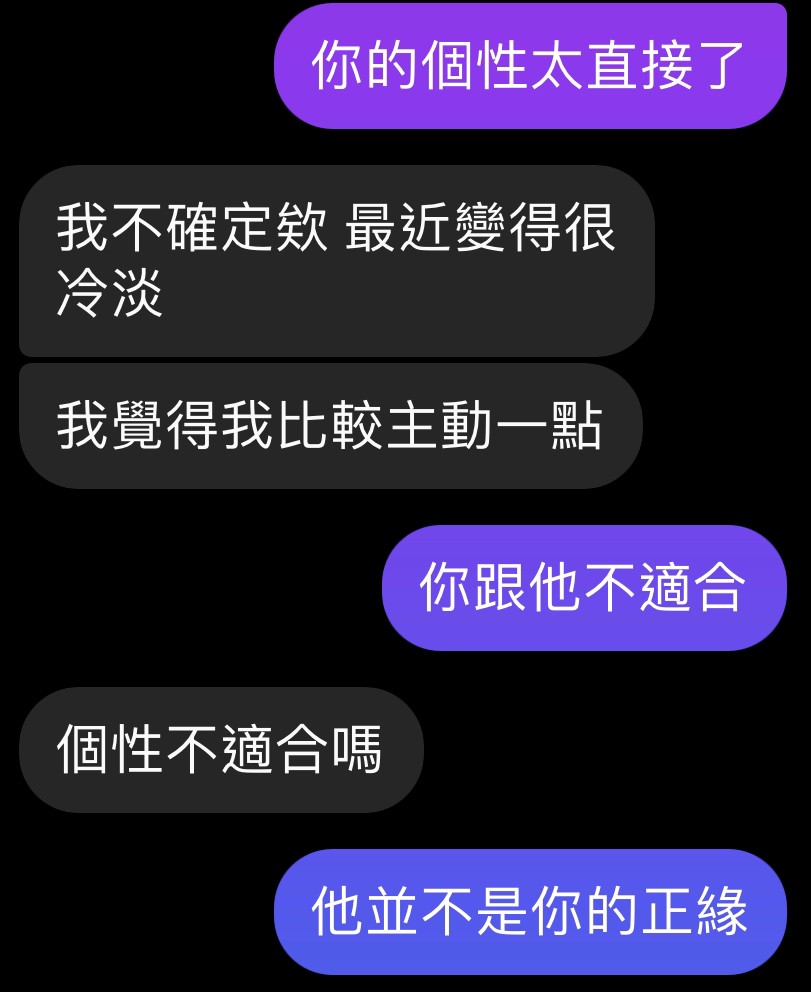 你的個性太直接了
我不確定欸 最近變得很
冷淡
我覺得我比較主動一點
你跟他不適合
個性不適合嗎
他並不是你的正緣